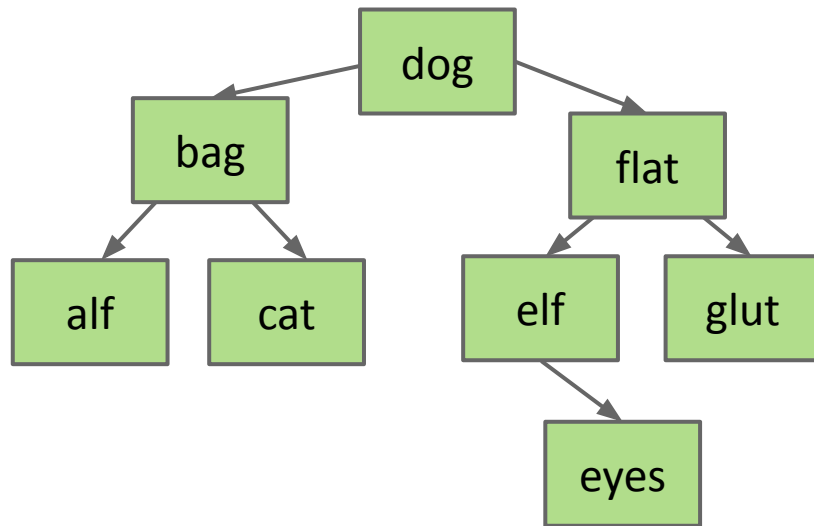 dog
bag
flat
alf
cat
elf
glut
eyes